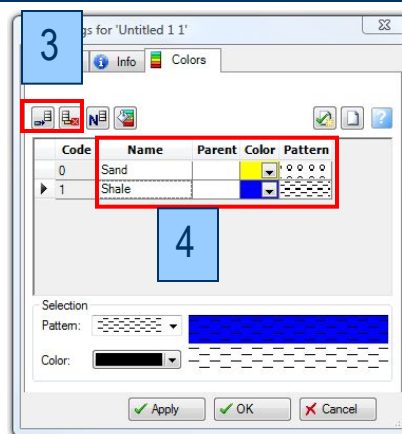 3
gs for 'Untitled 1 1'
Info Colors
N
?
Code Name Parent Color Pattern
0 Sand
1 Shale
4
Selection
Pattern:
Color:
Apply OK Cancel